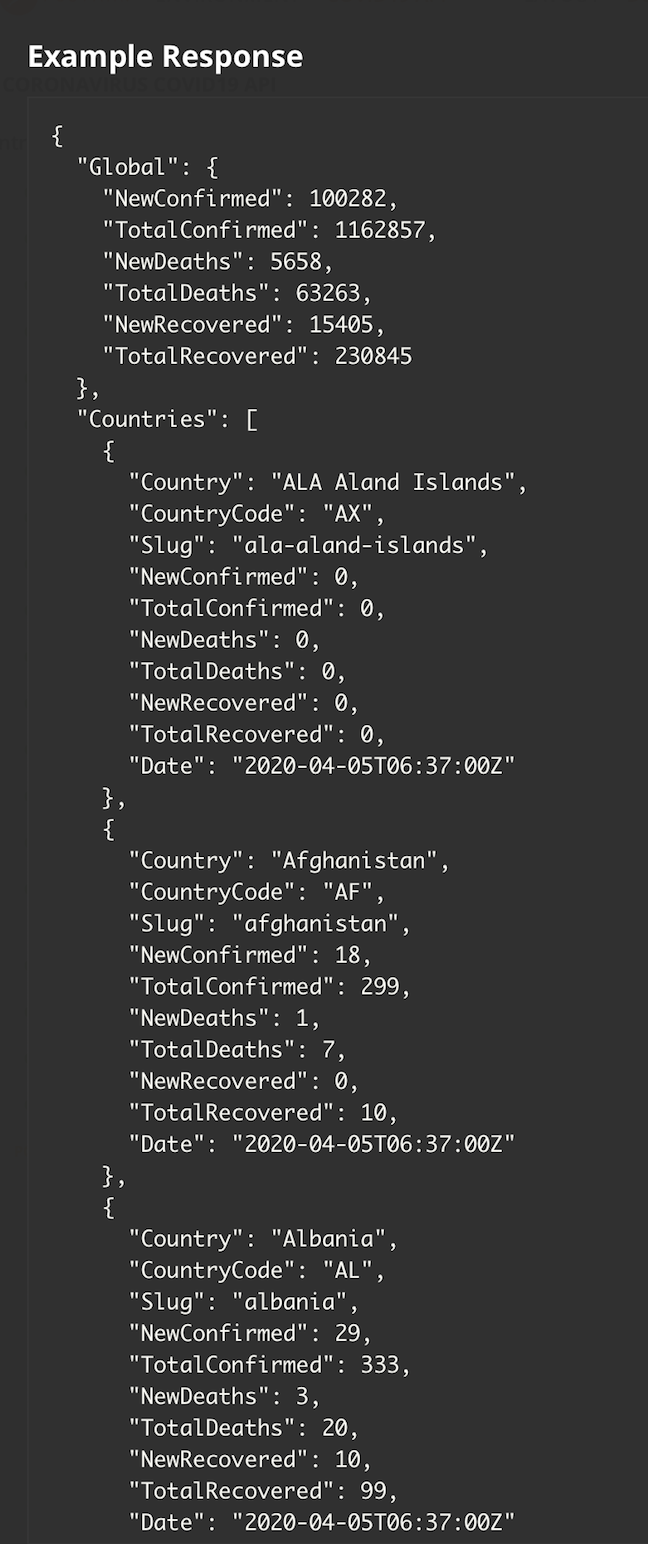 Example Response
CORONAVIRUS COVID19 API
{
"Global": {
"NewConfirmed": 100282,
"TotalConfirmed": 1162857,
"NewDeaths": 5658,
"TotalDeaths": 63263,
"NewRecovered": 15405,
"TotalRecovered": 230845
},
"Countries": [
{
"Country": "ALA Aland Islands",
"CountryCode": "AX",
"Slug": "ala-aland-islands",
"NewConfirmed": 0,
"TotalConfirmed": 0,
"NewDeaths": 0,
"TotalDeaths": 0,
"NewRecovered": 0,
"TotalRecovered": 0,
"Date": "2020-04-05T06:37:00Z"
},
{
"Country": "Afghanistan",
"CountryCode": "AF",
"Slug": "afghanistan",
"NewConfirmed": 18,
"TotalConfirmed": 299,
"NewDeaths": 1,
"TotalDeaths": 7,
"NewRecovered": 0,
"TotalRecovered": 10,
"Date": "2020-04-05T06:37:00Z"
},
{
"Country": "Albania",
"CountryCode": "AL",
"Slug": "albania",
"NewConfirmed": 29,
"TotalConfirmed": 333,
"NewDeaths": 3,
"TotalDeaths": 20,
"NewRecovered": 10,
"TotalRecovered": 99,
"Date": "2020-04-05T06:37:00Z"